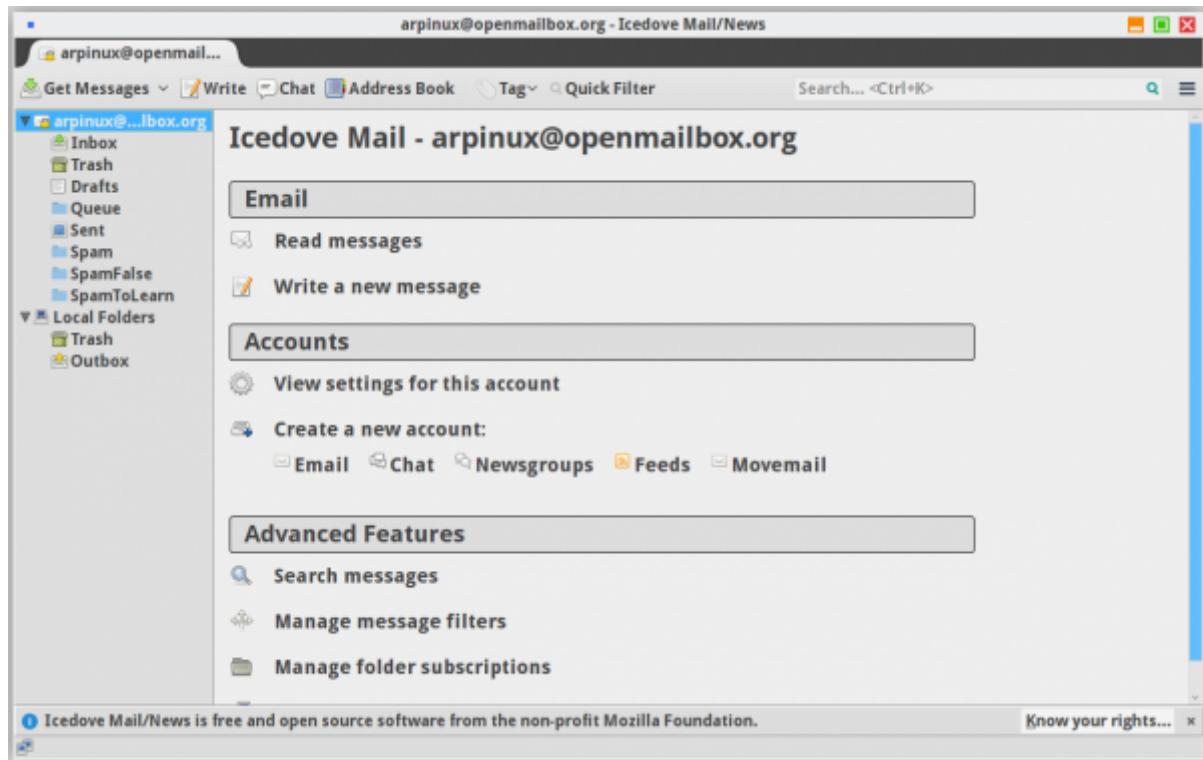 arpinux@openmailbox.org - Icedove Mail/News
arpinux@openmail...
Get Messages Write Chat Address Book Tag Quick Filter Search... <Ctrl+K>
arpinux@...lbox.org
Inbox
Trash
Drafts
Queue
Sent
Spam
SpamFalse
SpamToLearn
Local Folders
Trash
Outbox
Icedove Mail - arpinux@openmailbox.org
Email
Read messages
Write a new message
Accounts
View settings for this account
Create a new account:
Email Chat Newsgroups Feeds Movemail
Advanced Features
Search messages
Manage message filters
Manage folder subscriptions
Icedove Mail/News is free and open source software from the non-profit Mozilla Foundation. Know your rights...